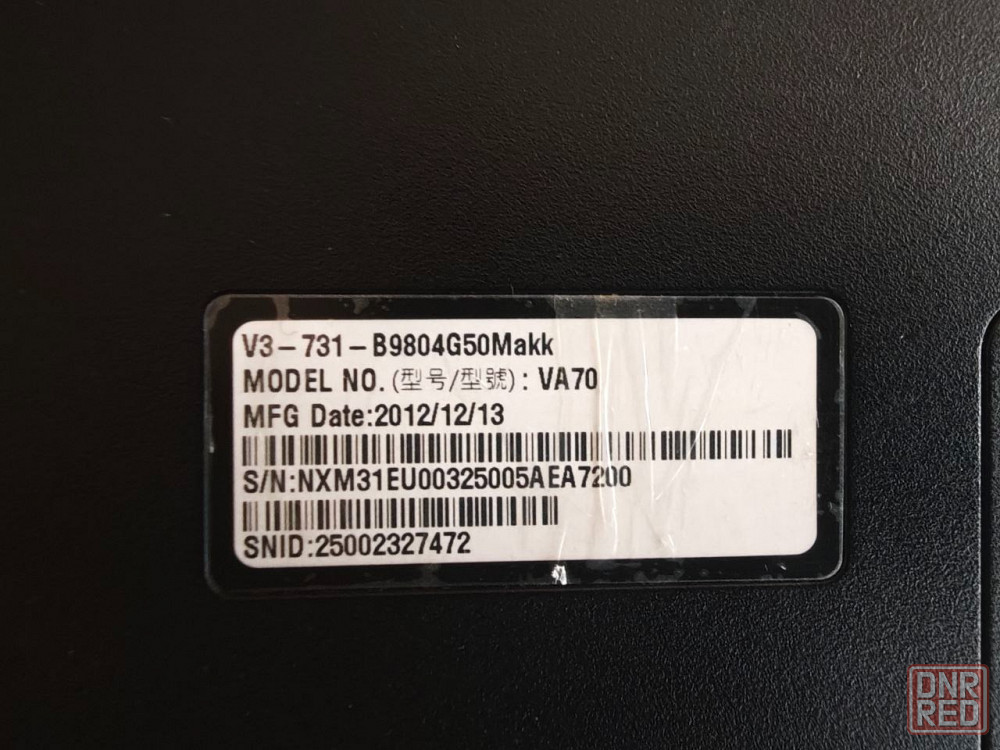 V3-731-B9804G50Makk
MODEL NO. (型号/型號) : VA70
MFG Date:2012/12/13
S/N:NXM31EU00325005AEA7200
SNID:25002327472
DNR
RED